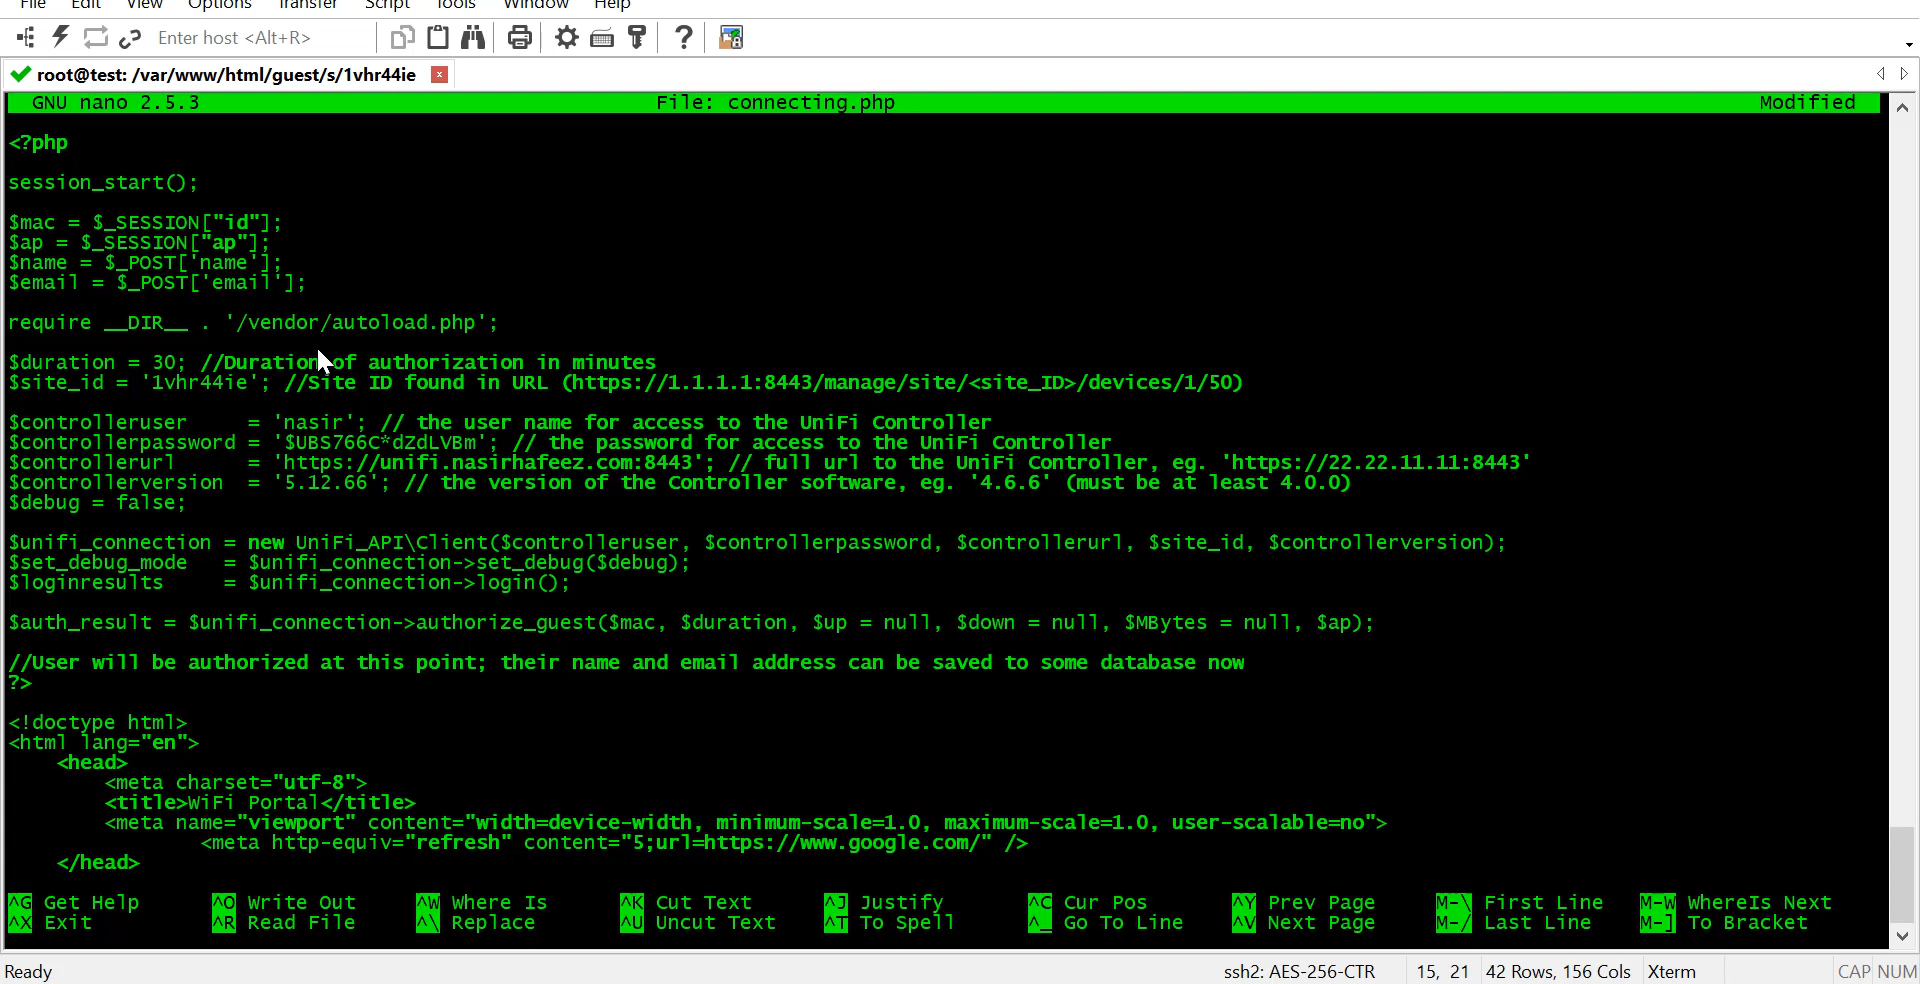 File Edit View Options Transfer Script Tools Window Help
Enter host <Alt+R>
root@test: /var/www/html/guest/s/1vhr44ie
GNU nano 2.5.3 File: connecting.php Modified
<?php
session_start();
$mac = $_SESSION["id"];
$ap = $_SESSION["ap"];
$name = $_POST['name'];
$email = $_POST['email'];
require __DIR__ . '/vendor/autoload.php';
$duration = 30; //Duration of authorization in minutes
$site_id = '1vhr44ie'; //Site ID found in URL (https://1.1.1.1:8443/manage/site/<site_ID>/devices/1/50)
$controlleruser = 'nasir'; // the user name for access to the UniFi Controller
$controllerpassword = '$UBS766C*dZdLVBm'; // the password for access to the UniFi Controller
$controllerurl = 'https://unifi.nasirhafeez.com:8443'; // full url to the UniFi Controller, eg. 'https://22.22.11.11:8443'
$controllerversion = '5.12.66'; // the version of the Controller software, eg. '4.6.6' (must be at least 4.0.0)
$debug = false;
$unifi_connection = new UniFi_API\Client($controlleruser, $controllerpassword, $controllerurl, $site_id, $controllerversion);
$set_debug_mode = $unifi_connection->set_debug($debug);
$loginresults = $unifi_connection->login();
$auth_result = $unifi_connection->authorize_guest($mac, $duration, $up = null, $down = null, $MBytes = null, $ap);
//User will be authorized at this point; their name and email address can be saved to some database now
?>
<!doctype html>
<html lang="en">
<head>
<meta charset="utf-8">
<title>WiFi Portal</title>
<meta name="viewport" content="width=device-width, minimum-scale=1.0, maximum-scale=1.0, user-scalable=no">
<meta http-equiv="refresh" content="5;url=https://www.google.com/" />
</head>
^G Get Help ^O Write Out ^W Where Is ^K Cut Text ^J Justify ^C Cur Pos ^Y Prev Page M-\ First Line M-W WhereIs Next
^X Exit ^R Read File ^\ Replace ^U Uncut Text ^T To Spell ^_ Go To Line ^V Next Page M-/ Last Line M-] To Bracket
Ready ssh2: AES-256-CTR 15, 21 42 Rows, 156 Cols Xterm CAP NUM